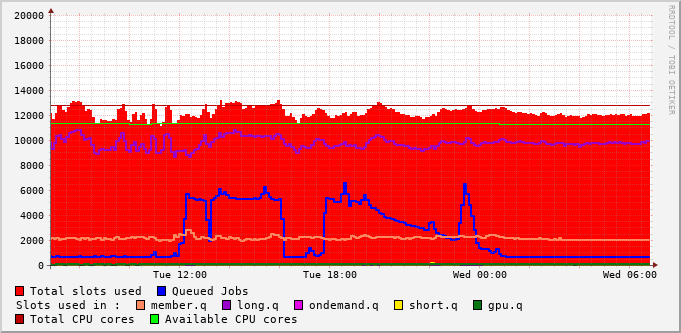 20000
18000
16000
14000
12000
10000
8000
6000
4000
2000
0
Tue 12:00 Tue 18:00 Wed 00:00 Wed 06:00
RRDTOOL / TOBI OETIKER
Total slots used Queued Jobs
Slots used in : member.q long.q ondemand.q short.q gpu.q
Total CPU cores Available CPU cores